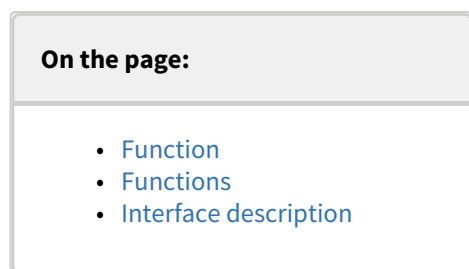 On the page:
• Function
• Functions
• Interface description